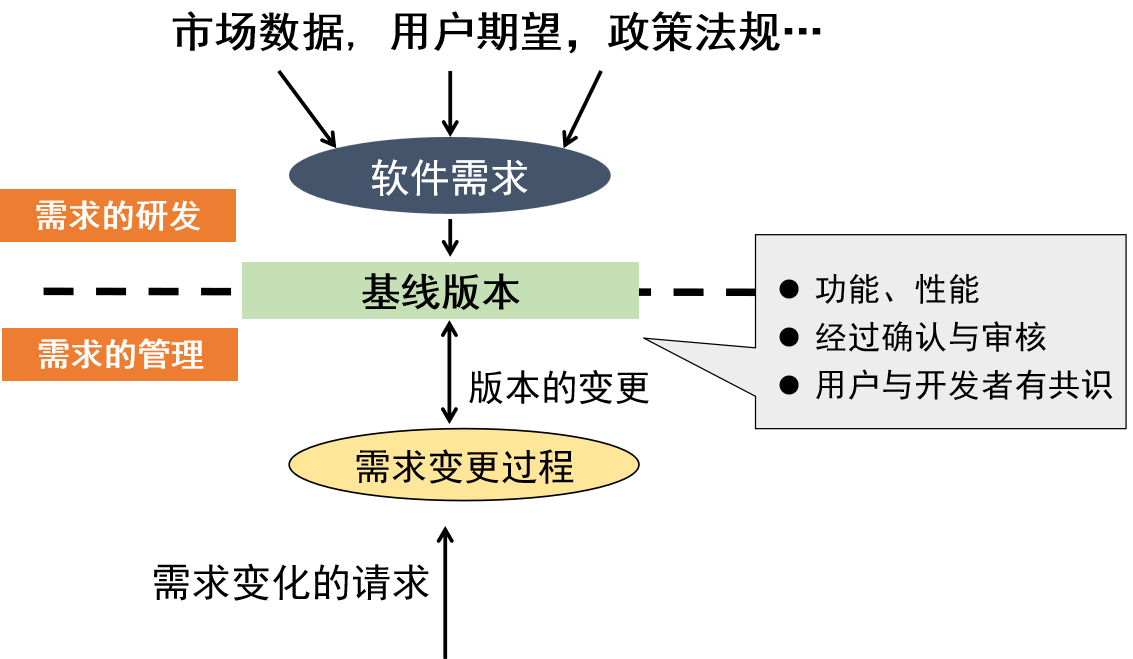 市场数据, 用户期望，政策法规…
软件需求
需求的研发
基线版本
需求的管理
功能、性能
经过确认与审核
用户与开发者有共识
版本的变更
需求变更过程
需求变化的请求